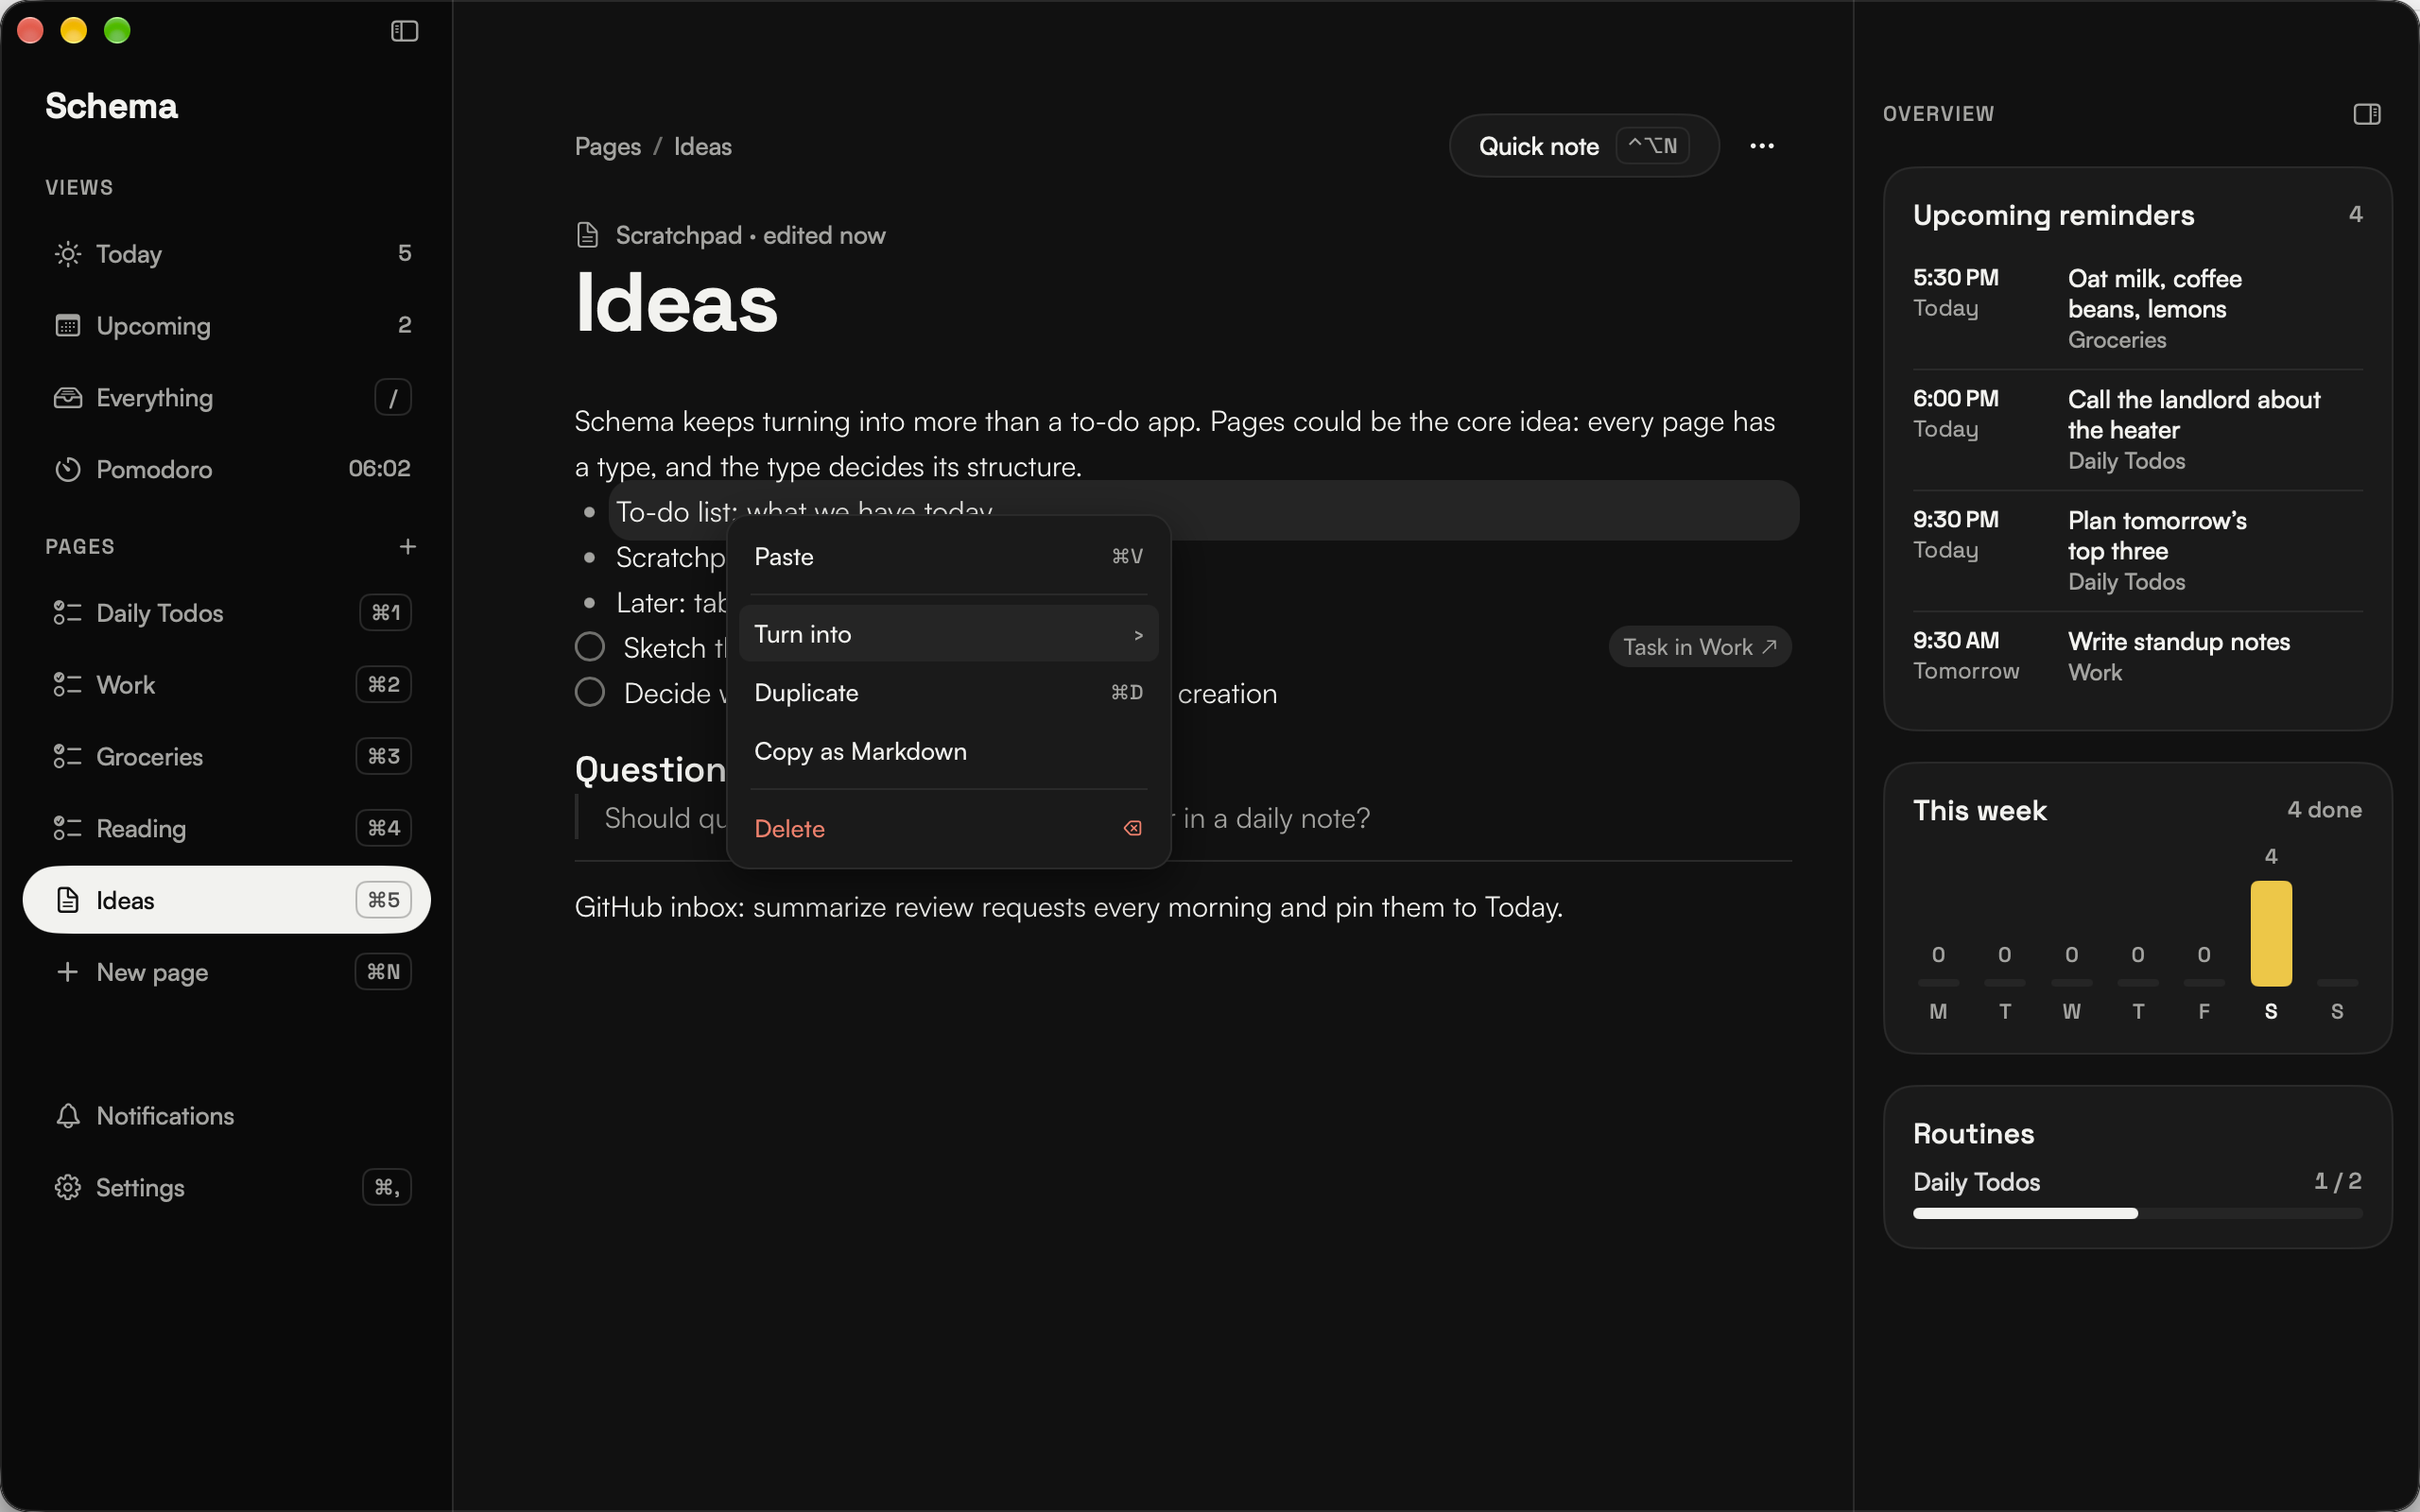 Schema
VIEWS
Today 5
Upcoming 2
Everything /
Pomodoro 06:02
PAGES +
Daily Todos ⌘1
Work ⌘2
Groceries ⌘3
Reading ⌘4
Ideas ⌘5
New page ⌘N
Notifications
Settings ⌘,
Pages / Ideas
Quick note ^⌥N
Scratchpad · edited now
Ideas
Schema keeps turning into more than a to-do app. Pages could be the core idea: every page has
a type, and the type decides its structure.
To-do list: what we have today
Later:
Sketch
Task in Work ↗
Decide
creation
Should
in a daily note?
GitHub inbox: summarize review requests every morning and pin them to Today.
Paste ⌘V
Turn into >
Duplicate ⌘D
Copy as Markdown
Delete
OVERVIEW
Upcoming reminders 4
5:30 PM Oat milk, coffee
Today beans, lemons
Groceries
6:00 PM Call the landlord about
Today the heater
Daily Todos
9:30 PM Plan tomorrow’s
Today top three
Daily Todos
9:30 AM Write standup notes
Tomorrow Work
This week 4 done
4
0 0 0 0 0
M T W T F S S
Routines
Daily Todos 1 / 2